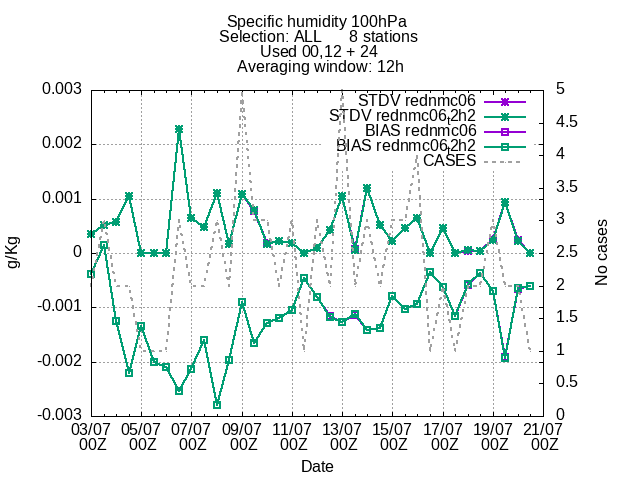 Specific humidity 100hPa
Selection: ALL 8 stations
Used 00,12 + 24
Averaging window: 12h
STDV rednmc06
STDV rednmc06t2h2
BIAS rednmc06
BIAS rednmc06t2h2
CASES
0.003
0.002
0.001
0
-0.001
-0.002
-0.003
g/Kg
5
4.5
4
3.5
3
2.5
2
1.5
1
0.5
0
No cases
03/07 05/07 07/07 09/07 11/07 13/07 15/07 17/07 19/07 21/07
00Z 00Z 00Z 00Z 00Z 00Z 00Z 00Z 00Z 00Z
Date